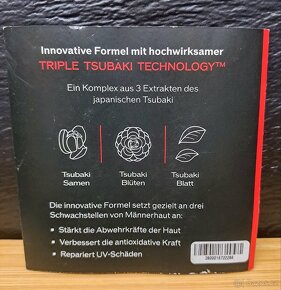 Innovative Formel mit hochwirksamer
TRIPLE TSUBAKI TECHNOLOGY™
Ein Komplex aus 3 Extrakten des
japanischen Tsubaki
Tsubaki Samen
Tsubaki Blüten
Tsubaki Blatt
Die innovative Formel setzt gezielt an drei
Schwachstellen von Männerhaut an:
• Stärkt die Abwehrkräfte der Haut
• Verbessert die antioxidative Kraft
• Repariert UV-Schäden